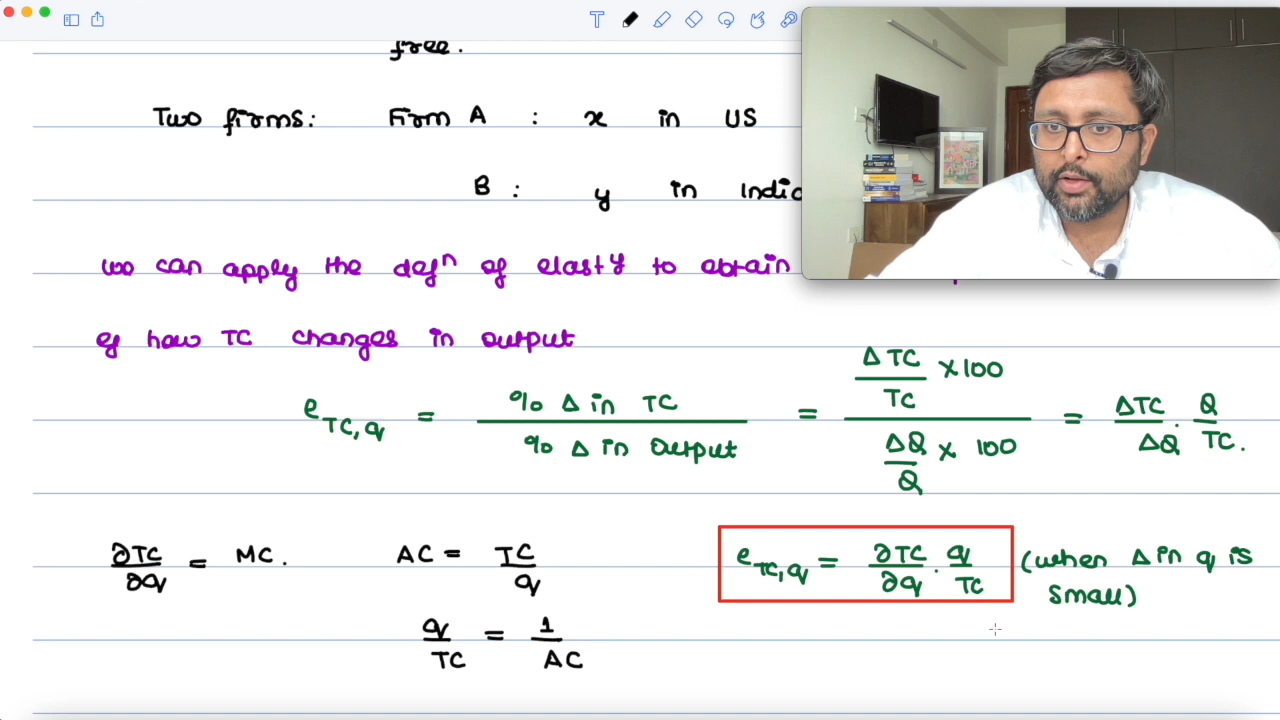 free.
Two firms: Firm A : x in US
B : y in India
we can apply the defⁿ of elastʸ to obtain
of how TC changes in output
e_TC,q = % Δ in TC / % Δ in output = (ΔTC/TC × 100) / (ΔQ/Q × 100) = ΔTC/ΔQ . Q/TC.
∂TC/∂q = MC. AC = TC/q e_TC,q = ∂TC/∂q . q/TC (when Δ in q is
small)
q/TC = 1/AC